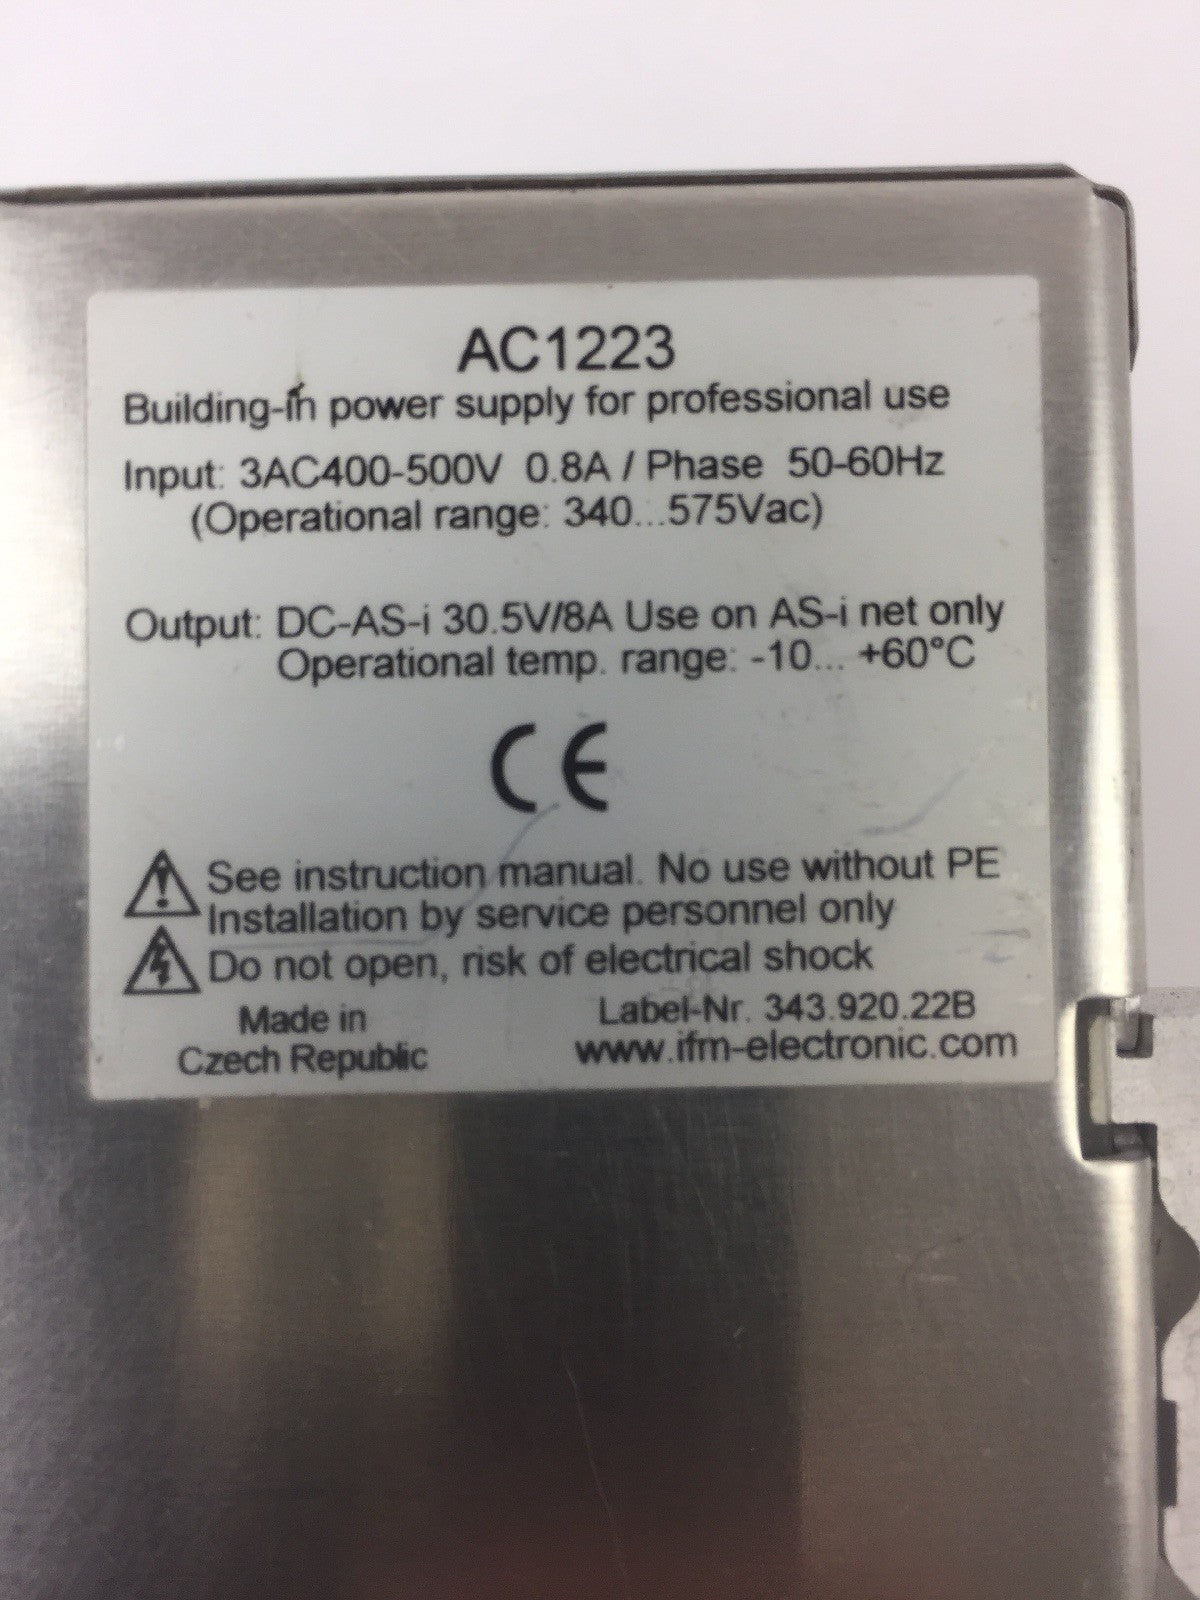 AC1223
Building-in power supply for professional use
Input: 3AC400-500V 0.8A / Phase 50-60Hz
(Operational range: 340...575Vac)
Output: DC-AS-i 30.5V/8A Use on AS-i net only
Operational temp. range: -10... +60°C
CE
See instruction manual. No use without PE
Installation by service personnel only
Do not open, risk of electrical shock
Made in
Czech Republic
Label-Nr. 343.920.22B
www.ifm-electronic.com